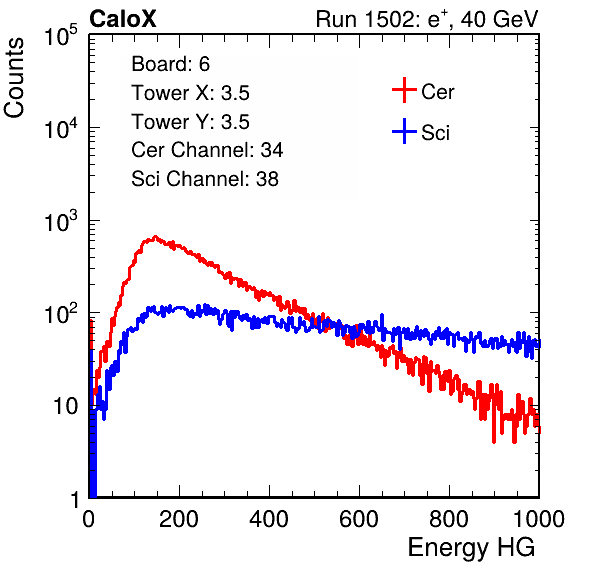 CaloX Run 1502: e⁺, 40 GeV
Counts
10⁵
10⁴
10³
10²
10
1
Board: 6
Tower X: 3.5
Tower Y: 3.5
Cer Channel: 34
Sci Channel: 38
Cer
Sci
0 200 400 600 800 1000
Energy HG